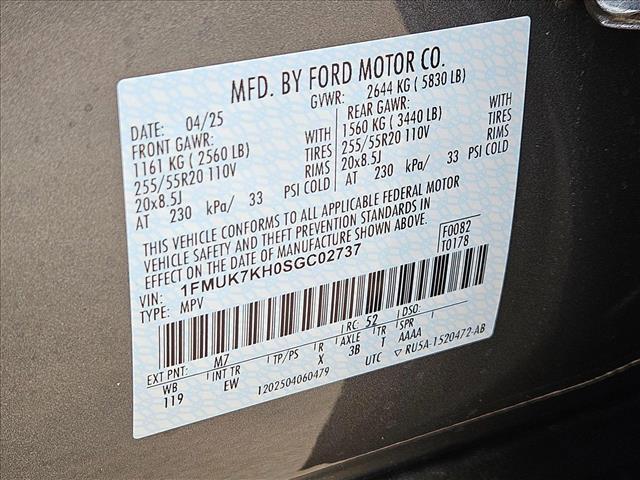 MFD. BY FORD MOTOR CO.
DATE: 04/25 GVWR: 2644 KG ( 5830 LB)
FRONT GAWR: REAR GAWR:
1161 KG ( 2560 LB) WITH 1560 KG ( 3440 LB) WITH
255/55R20 110V TIRES 255/55R20 110V TIRES
20x8.5J RIMS 20x8.5J RIMS
AT 230 kPa/ 33 PSI COLD AT 230 kPa/ 33 PSI COLD
THIS VEHICLE CONFORMS TO ALL APPLICABLE FEDERAL MOTOR
VEHICLE SAFETY AND THEFT PREVENTION STANDARDS IN
EFFECT ON THE DATE OF MANUFACTURE SHOWN ABOVE.
F0082
T0178
VIN: 1FMUK7KH0SGC02737
TYPE: MPV
EXT PNT: M7 RC: 52 DSO:
WB INT TR TP/PS R AXLE TR SPR
119 EW X 3B T AAAA
1202504060479 UTC ▽ RU5A-1520472-AB